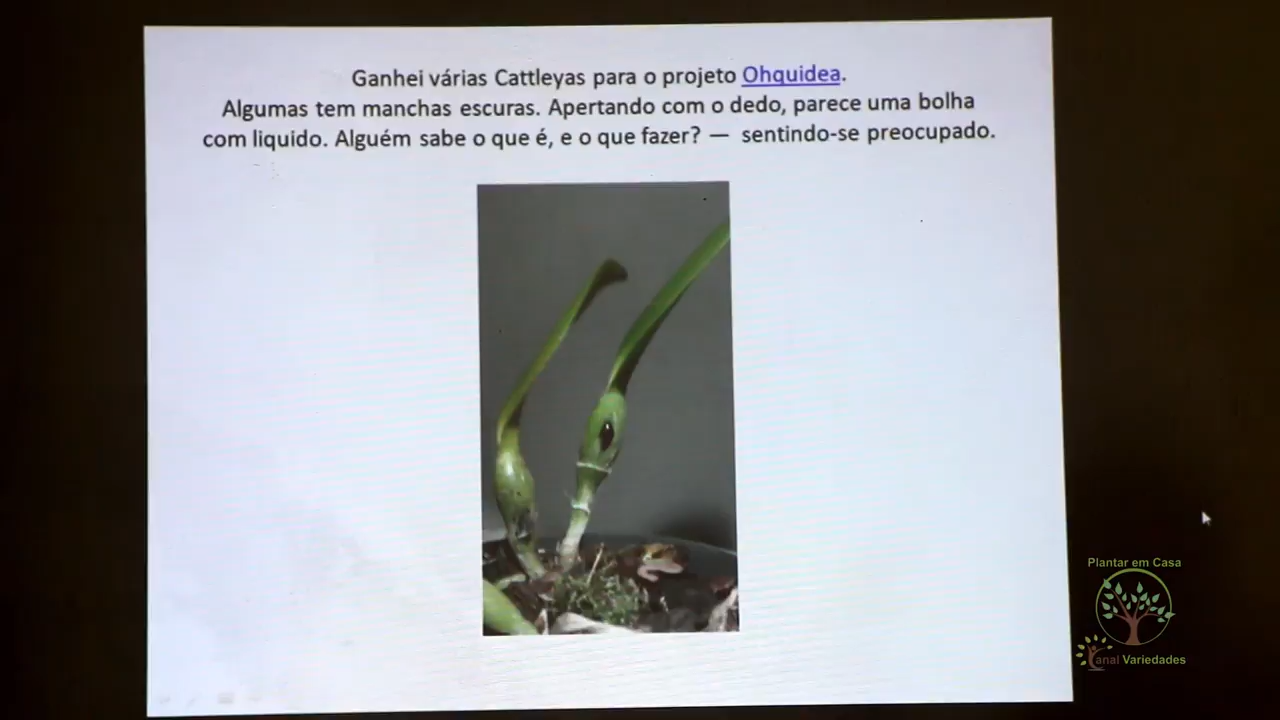 Ganhei várias Cattleyas para o projeto Ohquidea.
Algumas tem manchas escuras. Apertando com o dedo, parece uma bolha
com liquido. Alguém sabe o que é, e o que fazer? — sentindo-se preocupado.
Plantar em Casa
Canal Variedades